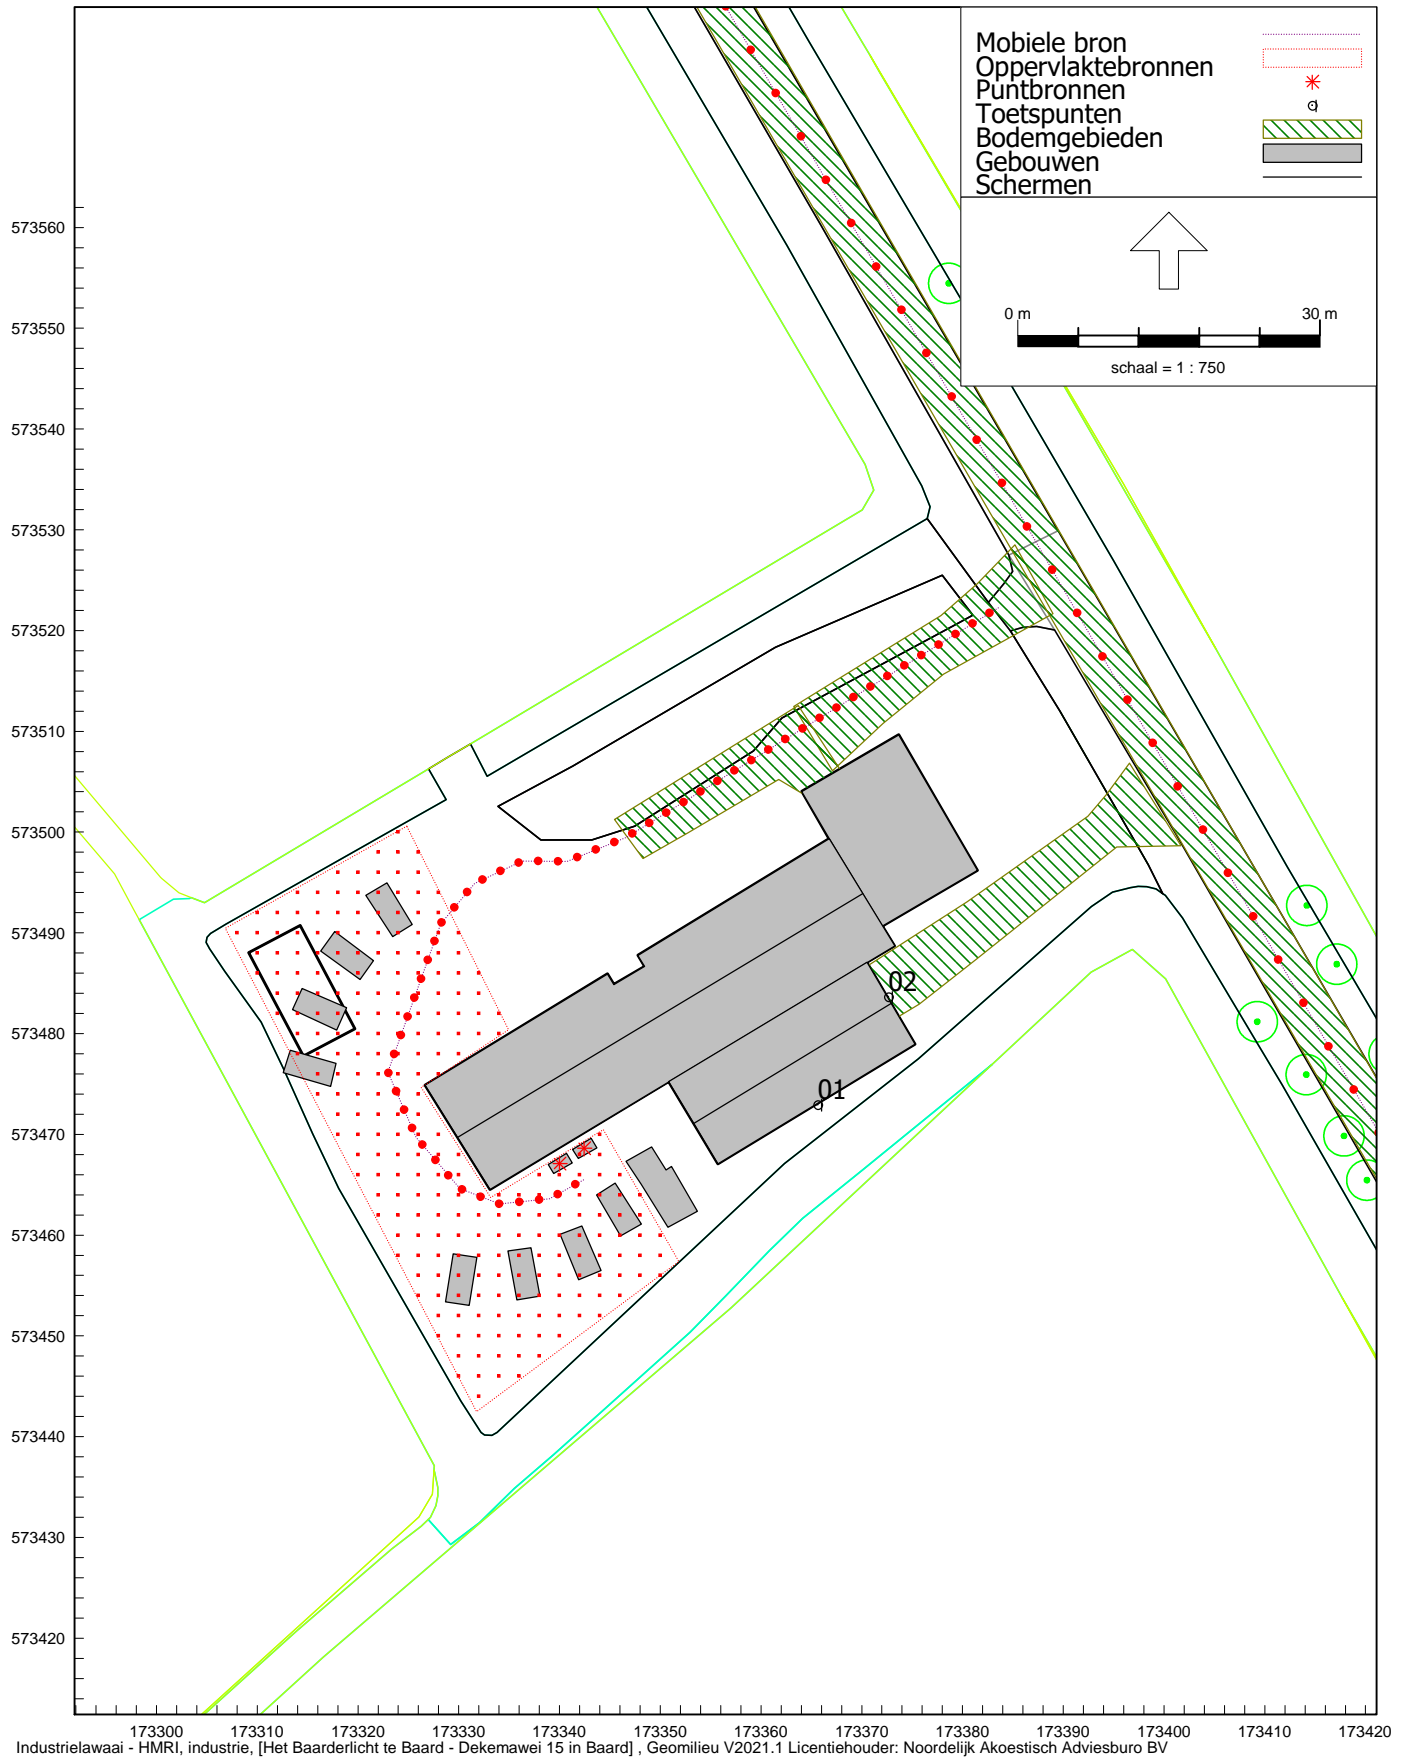 Mobiele bron
Oppervlaktebronnen
Puntbronnen
Toetspunten
Bodemgebieden
Gebouwen
Schermen
0 m 30 m
schaal = 1 : 750
573560
573550
573540
573530
573520
573510
573500
573490
573480
573470
573460
573450
573440
573430
573420
02
01
173300 173310 173320 173330 173340 173350 173360 173370 173380 173390 173400 173410 173420
Industrielawaai - HMRI, industrie, [Het Baarderlicht te Baard - Dekemawei 15 in Baard] , Geomilieu V2021.1 Licentiehouder: Noordelijk Akoestisch Adviesburo BV